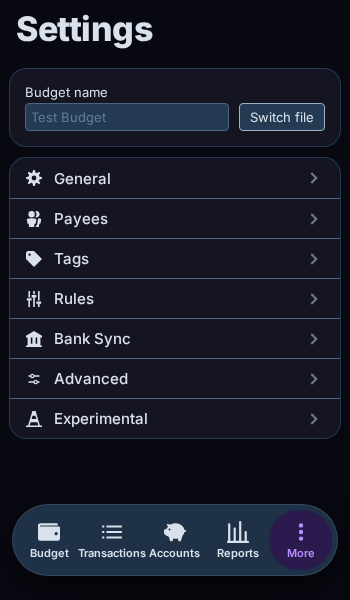 Settings
Budget name
Test Budget
Switch file
General
Payees
Tags
Rules
Bank Sync
Advanced
Experimental
Budget Transactions Accounts Reports More